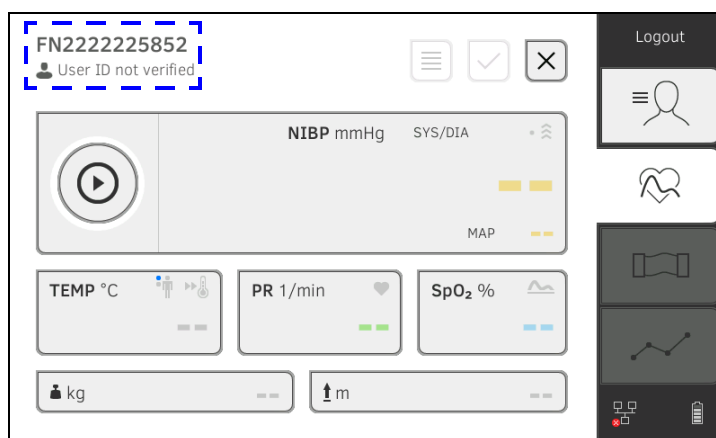 FN2222225852
User ID not verified
Logout
NIBP mmHg SYS/DIA
-- 
MAP --
TEMP °C --
PR 1/min --
SpO₂ % --
kg --
m --